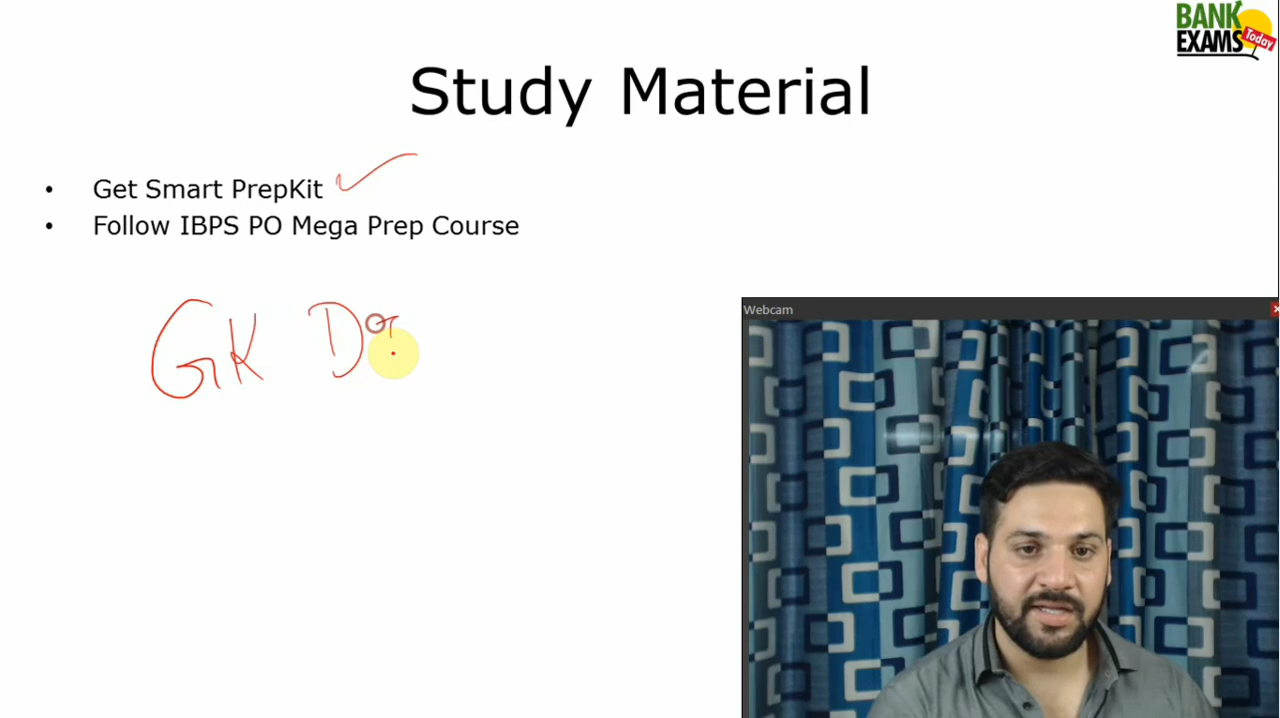 BANK
EXAMS Today
Study Material
• Get Smart PrepKit
• Follow IBPS PO Mega Prep Course
GK
Webcam